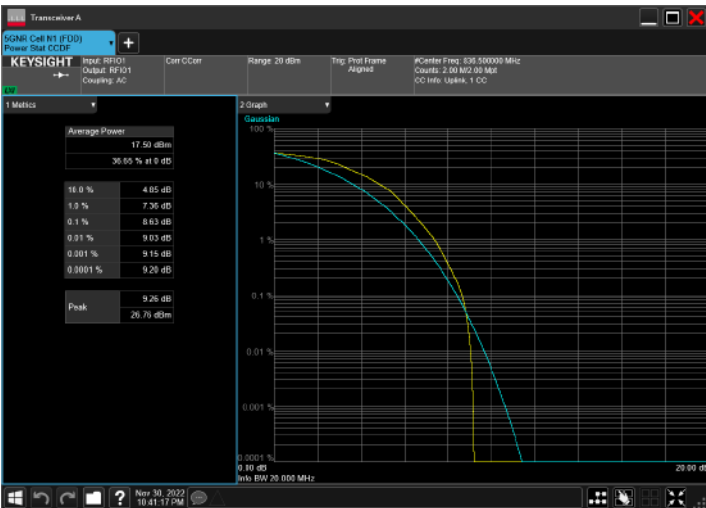 Transceiver A
5GNR Cell N1 (FDD)
Power Stat CCDF
KEYSIGHT
Input: RFIO1
Output: RFIO1
Coupling: AC
Corr CCorr
Range: 20 dBm
Trig: Prot Frame
Aligned
#Center Freq: 836.500000 MHz
Counts: 2.00 M/2.00 Mpt
CC Info: Uplink, 1 CC
1 Metrics
Average Power
17.50 dBm
36.66 % at 0 dB
10.0 % 4.85 dB
1.0 % 7.36 dB
0.1 % 8.63 dB
0.01 % 9.03 dB
0.001 % 9.15 dB
0.0001 % 9.20 dB
Peak 9.26 dB
26.76 dBm
2 Graph
Gaussian
100 %
10 %
1 %
0.1 %
0.01 %
0.001 %
0.0001 %
0.00 dB
20.00 dB
Info BW 20.000 MHz
Nov 30, 2022
10:41:17 PM